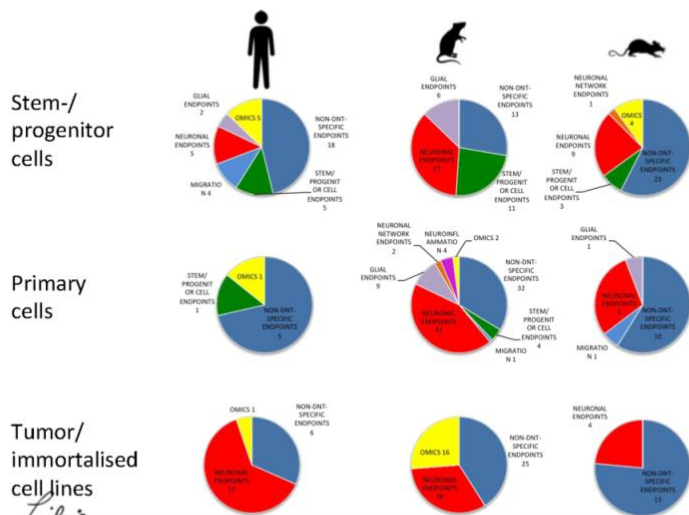 Stem-/
progenitor
cells
GLIAL
ENDPOINTS
2
OMICS 5
NEURONAL
ENDPOINTS
5
MIGRATIO
N 4
NON-DNT-
SPECIFIC
ENDPOINTS
18
STEM/
PROGENIT
OR CELL
ENDPOINTS
5
GLIAL
ENDPOINTS
6
NON-DNT-
SPECIFIC
ENDPOINTS
13
NEURONAL ENDPOINTS
17
STEM/
PROGENIT
OR CELL
ENDPOINTS
11
NEURONAL
NETWORK
ENDPOINTS
1
OMICS
4
NEURONAL
ENDPOINTS
9
NON-DNT-
SPECIFIC
ENDPOINTS
23
STEM/
PROGENIT
OR CELL
ENDPOINTS
3
Primary
cells
STEM/
PROGENIT
OR CELL
ENDPOINTS
1
OMICS 1
NON-DNT-
SPECIFIC
ENDPOINTS
5
NEURONAL
NETWORK
ENDPOINTS
2
NEUROINFL
AMMATIO
N 4
OMICS 2
GLIAL
ENDPOINTS
9
NON-DNT-
SPECIFIC
ENDPOINTS
32
NEURONAL ENDPOINTS
41
STEM/
PROGENIT
OR CELL
ENDPOINTS
4
MIGRATIO
N 1
GLIAL
ENDPOINTS
1
NEURONAL
ENDPOINTS
MIGRATIO
N 1
NON-DNT-
SPECIFIC
ENDPOINTS
10
Tumor/
immortalised
cell lines
OMICS 1
NON-DNT-
SPECIFIC
ENDPOINTS
6
NEURONAL
ENDPOINTS
12
OMICS 16
NON-DNT-
SPECIFIC
ENDPOINTS
25
NEURONAL
ENDPOINTS
20
NEURONAL
ENDPOINTS
4
NON-DNT-
SPECIFIC
ENDPOINTS
13